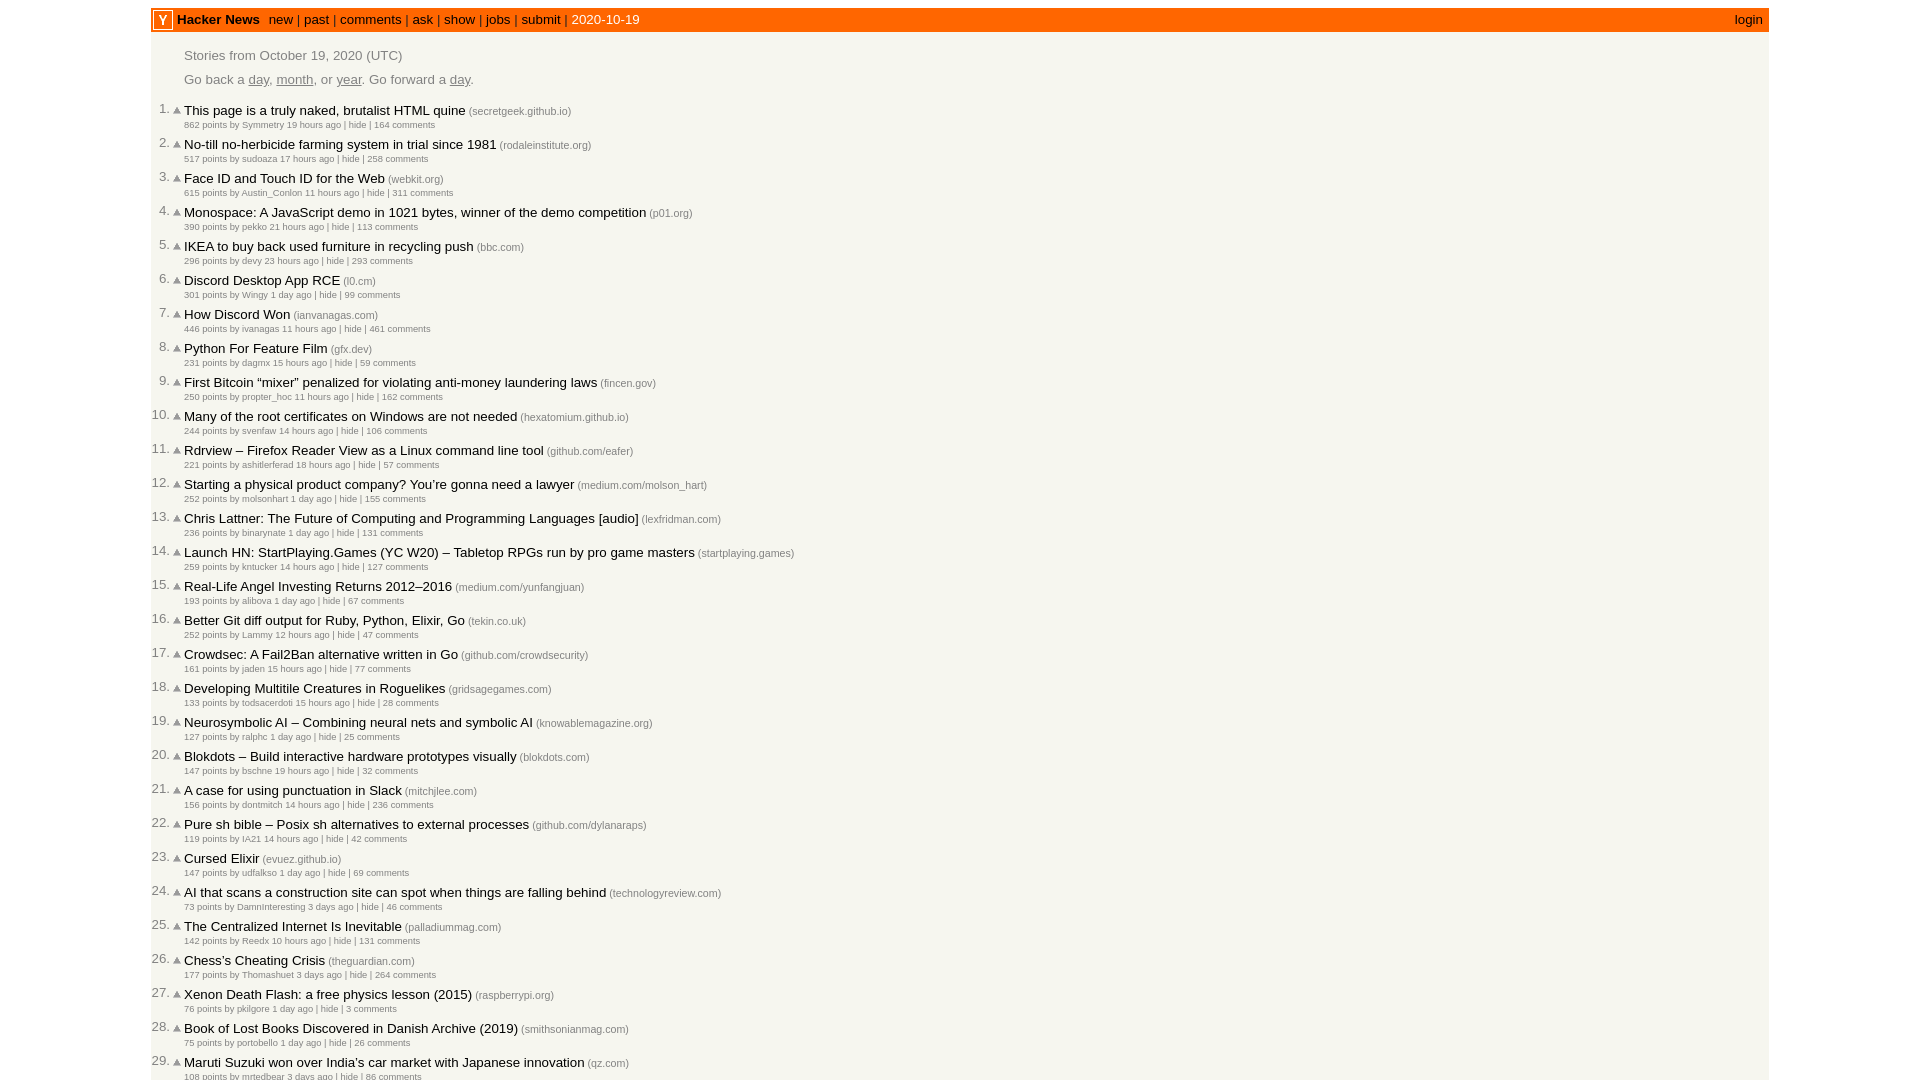 Y Hacker News new | past | comments | ask | show | jobs | submit | 2020-10-19 login
Stories from October 19, 2020 (UTC)
Go back a day, month, or year. Go forward a day.
1. This page is a truly naked, brutalist HTML quine (secretgeek.github.io)
862 points by Symmetry 19 hours ago | hide | 164 comments
2. No-till no-herbicide farming system in trial since 1981 (rodaleinstitute.org)
517 points by sudoaza 17 hours ago | hide | 258 comments
3. Face ID and Touch ID for the Web (webkit.org)
615 points by Austin_Conlon 11 hours ago | hide | 311 comments
4. Monospace: A JavaScript demo in 1021 bytes, winner of the demo competition (p01.org)
390 points by pekko 21 hours ago | hide | 113 comments
5. IKEA to buy back used furniture in recycling push (bbc.com)
296 points by devy 23 hours ago | hide | 293 comments
6. Discord Desktop App RCE (l0.cm)
301 points by Wingy 1 day ago | hide | 99 comments
7. How Discord Won (ianvanagas.com)
446 points by ivanagas 11 hours ago | hide | 461 comments
8. Python For Feature Film (gfx.dev)
231 points by dagmx 15 hours ago | hide | 59 comments
9. First Bitcoin “mixer” penalized for violating anti-money laundering laws (fincen.gov)
250 points by propter_hoc 11 hours ago | hide | 162 comments
10. Many of the root certificates on Windows are not needed (hexatomium.github.io)
244 points by svenfaw 14 hours ago | hide | 106 comments
11. Rdrview – Firefox Reader View as a Linux command line tool (github.com/eafer)
221 points by ashitlerferad 18 hours ago | hide | 57 comments
12. Starting a physical product company? You’re gonna need a lawyer (medium.com/molson_hart)
252 points by molsonhart 1 day ago | hide | 155 comments
13. Chris Lattner: The Future of Computing and Programming Languages [audio] (lexfridman.com)
236 points by binarynate 1 day ago | hide | 131 comments
14. Launch HN: StartPlaying.Games (YC W20) – Tabletop RPGs run by pro game masters (startplaying.games)
259 points by kntucker 14 hours ago | hide | 127 comments
15. Real-Life Angel Investing Returns 2012–2016 (medium.com/yunfangjuan)
193 points by alibova 1 day ago | hide | 67 comments
16. Better Git diff output for Ruby, Python, Elixir, Go (tekin.co.uk)
252 points by Lammy 12 hours ago | hide | 47 comments
17. Crowdsec: A Fail2Ban alternative written in Go (github.com/crowdsecurity)
161 points by jaden 15 hours ago | hide | 77 comments
18. Developing Multitile Creatures in Roguelikes (gridsagegames.com)
133 points by todsacerdoti 15 hours ago | hide | 28 comments
19. Neurosymbolic AI – Combining neural nets and symbolic AI (knowablemagazine.org)
127 points by ralphc 1 day ago | hide | 25 comments
20. Blokdots – Build interactive hardware prototypes visually (blokdots.com)
147 points by bschne 19 hours ago | hide | 32 comments
21. A case for using punctuation in Slack (mitchjlee.com)
156 points by dontmitch 14 hours ago | hide | 236 comments
22. Pure sh bible – Posix sh alternatives to external processes (github.com/dylanaraps)
119 points by IA21 14 hours ago | hide | 42 comments
23. Cursed Elixir (evuez.github.io)
147 points by udfalkso 1 day ago | hide | 69 comments
24. AI that scans a construction site can spot when things are falling behind (technologyreview.com)
73 points by DamnInteresting 3 days ago | hide | 46 comments
25. The Centralized Internet Is Inevitable (palladiummag.com)
142 points by Reedx 10 hours ago | hide | 131 comments
26. Chess’s Cheating Crisis (theguardian.com)
177 points by Thomashuet 3 days ago | hide | 264 comments
27. Xenon Death Flash: a free physics lesson (2015) (raspberrypi.org)
76 points by pkilgore 1 day ago | hide | 3 comments
28. Book of Lost Books Discovered in Danish Archive (2019) (smithsonianmag.com)
75 points by portobello 1 day ago | hide | 26 comments
29. Maruti Suzuki won over India’s car market with Japanese innovation (qz.com)
108 points by mrtedbear 3 days ago | hide | 86 comments